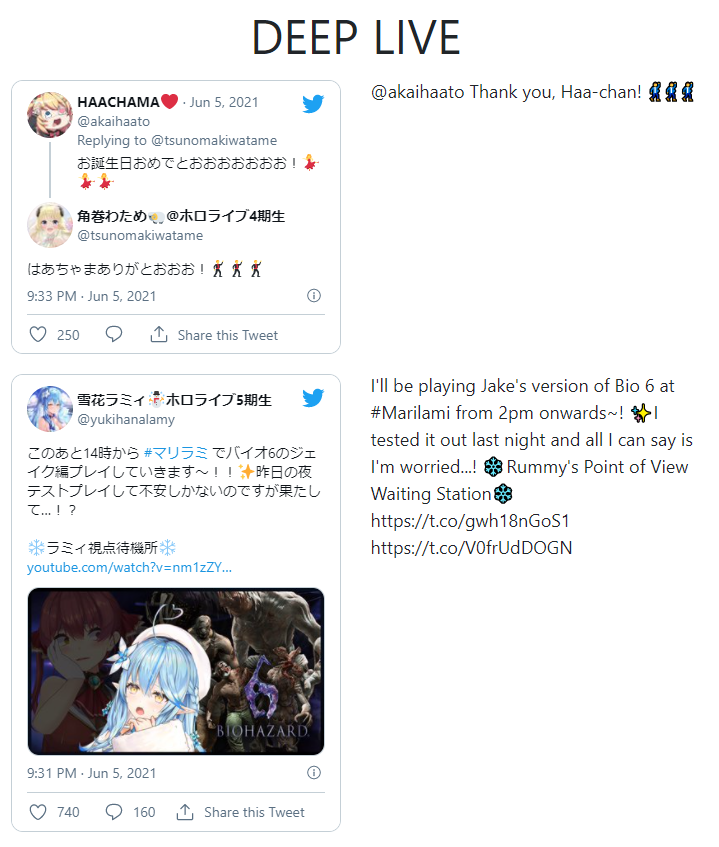 DEEP LIVE
HAACHAMA❤️ · Jun 5, 2021
@akaihaato
Replying to @tsunomakiwatame
お誕生日おめでとおおおおおおお！💃
💃💃
角巻わため🐏@ホロライブ4期生
@tsunomakiwatame
はあちゃまありがとおおお！🕺🕺🕺
9:33 PM · Jun 5, 2021
250
Share this Tweet
@akaihaato Thank you, Haa-chan! 🕺🕺🕺
雪花ラミィ☃️ホロライブ5期生
@yukihanalamy
このあと14時から #マリラミ でバイオ6のジェ
イク編プレイしていきます〜！！✨昨日の夜
テストプレイして不安しかないのですが果たし
て...！？
❄️ラミィ視点待機所❄️
youtube.com/watch?v=nm1zZY...
6
BIOHAZARD
9:31 PM · Jun 5, 2021
740
160
Share this Tweet
I'll be playing Jake's version of Bio 6 at
#Marilami from 2pm onwards~! ✨I
tested it out last night and all I can say is
I'm worried...! ❄️Rummy's Point of View
Waiting Station❄️
https://t.co/gwh18nGoS1
https://t.co/V0frUdDOGN